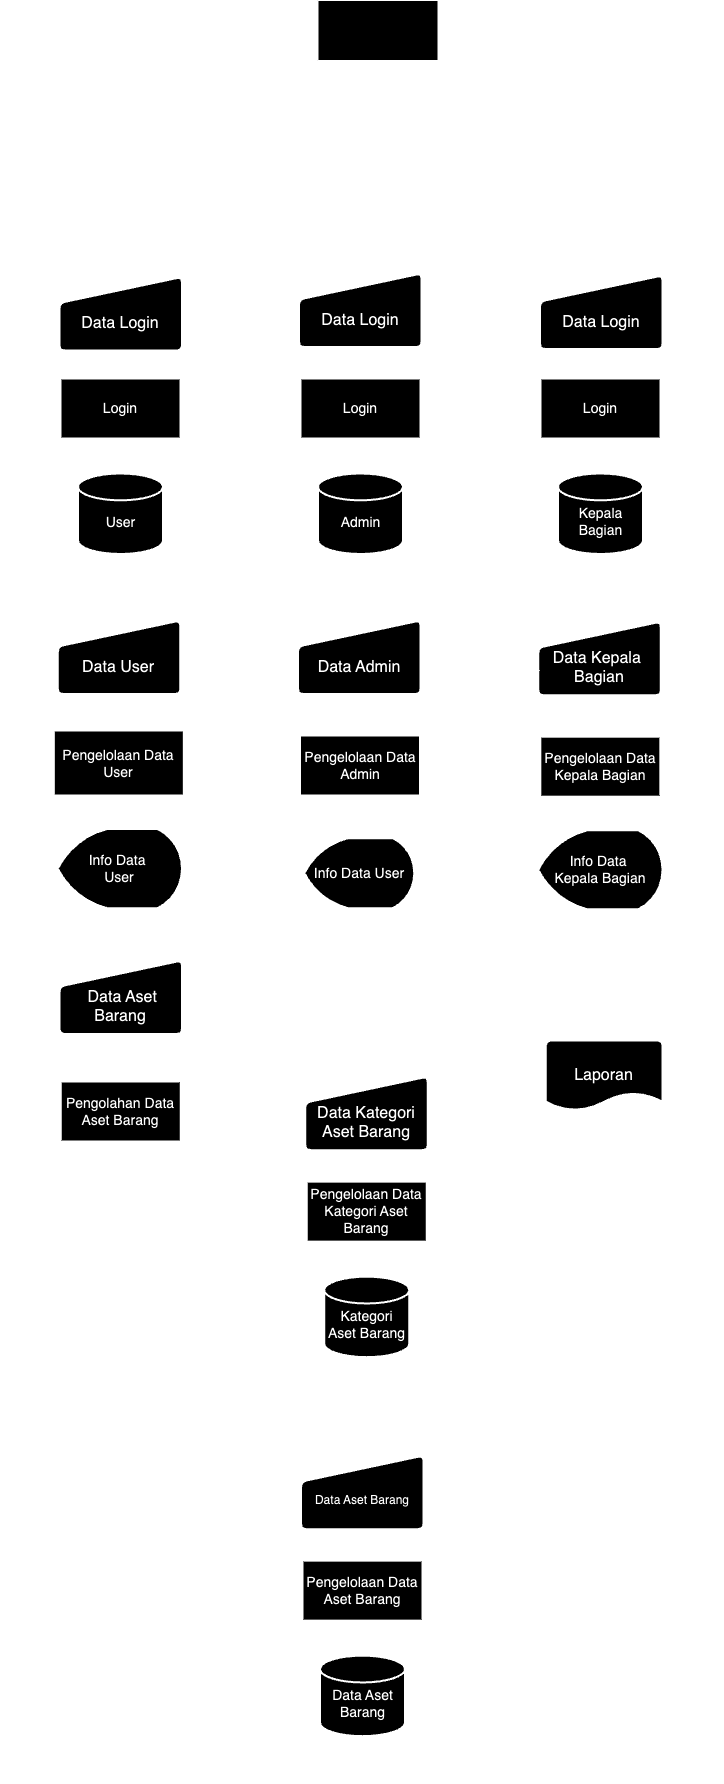 Data Login
Data Login
Data Login
Login
Login
Login
User
Admin
Kepala
Bagian
Data User
Data Admin
Data Kepala
Bagian
Pengelolaan Data
User
Pengelolaan Data
Admin
Pengelolaan Data
Kepala Bagian
Info Data
User
Info Data User
Info Data
Kepala Bagian
Data Aset
Barang
Laporan
Pengolahan Data
Aset Barang
Data Kategori
Aset Barang
Pengelolaan Data
Kategori Aset
Barang
Kategori
Aset Barang
Data Aset Barang
Pengelolaan Data
Aset Barang
Data Aset
Barang